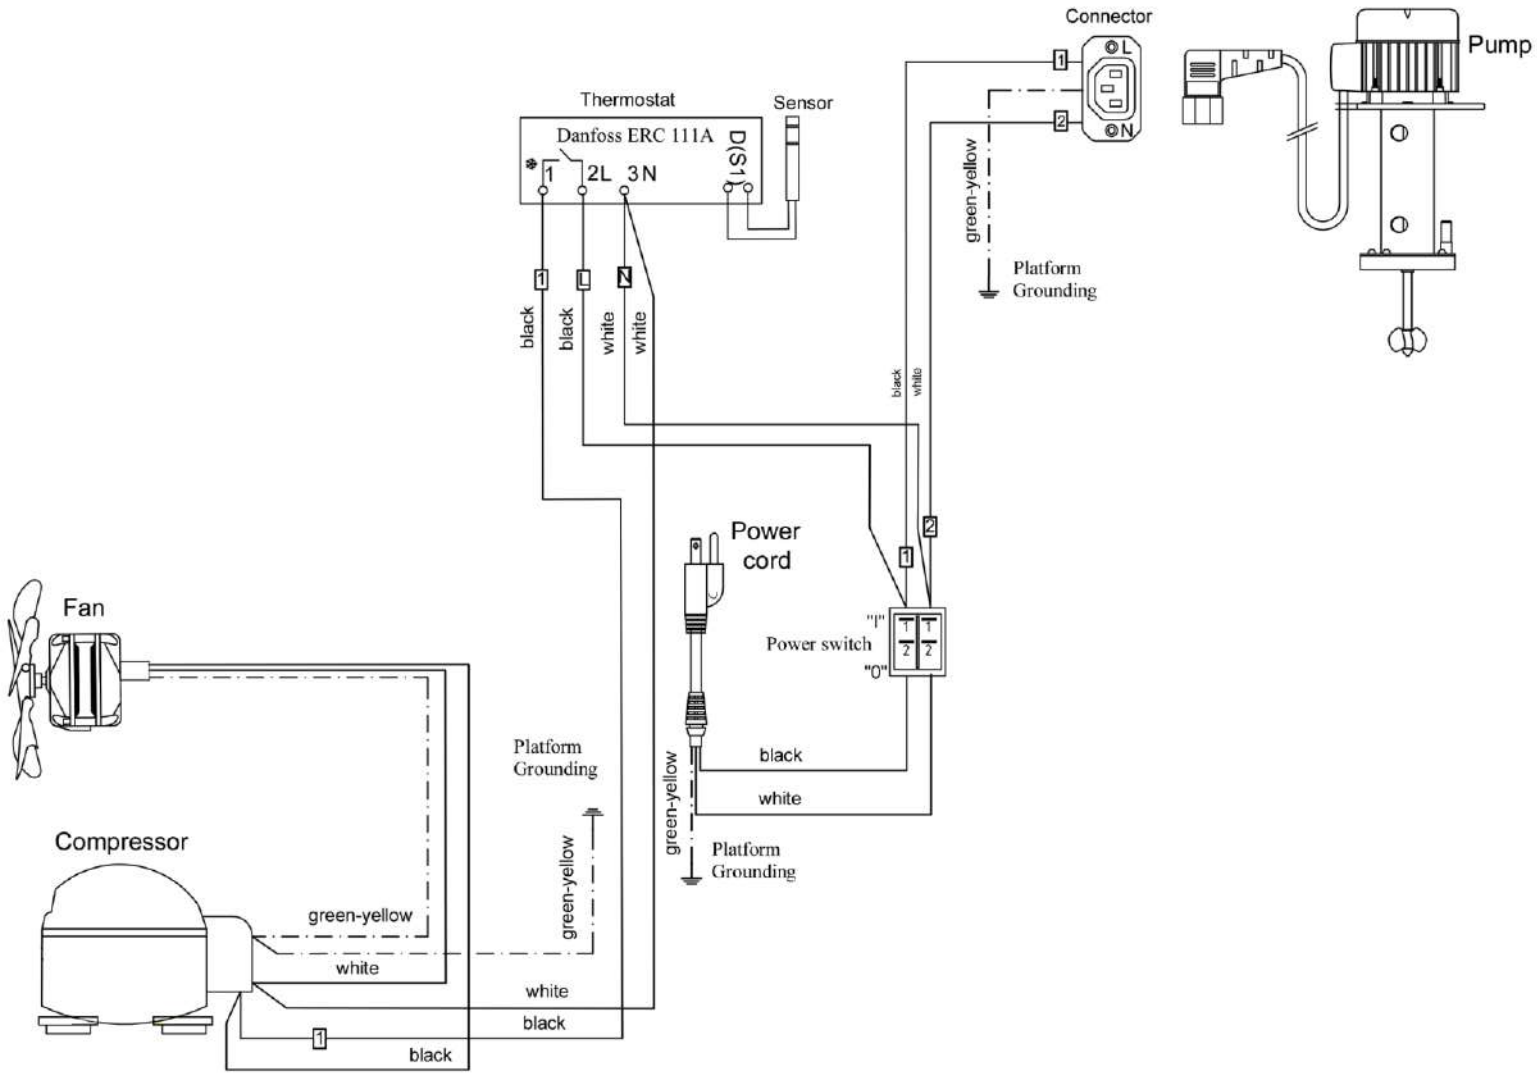 Connector
L
Pump
1
Thermostat
Sensor
Danfoss ERC 111A
D(S1)
2
N
1
2L
3N
green-yellow
Platform
Grounding
1
L
N
black
black
white
white
black
white
2
Power
cord
1
Fan
"I"
1
1
Power switch
2
2
"0"
Platform
Grounding
green-yellow
black
white
Compressor
green-yellow
Platform
Grounding
green-yellow
white
white
black
1
black